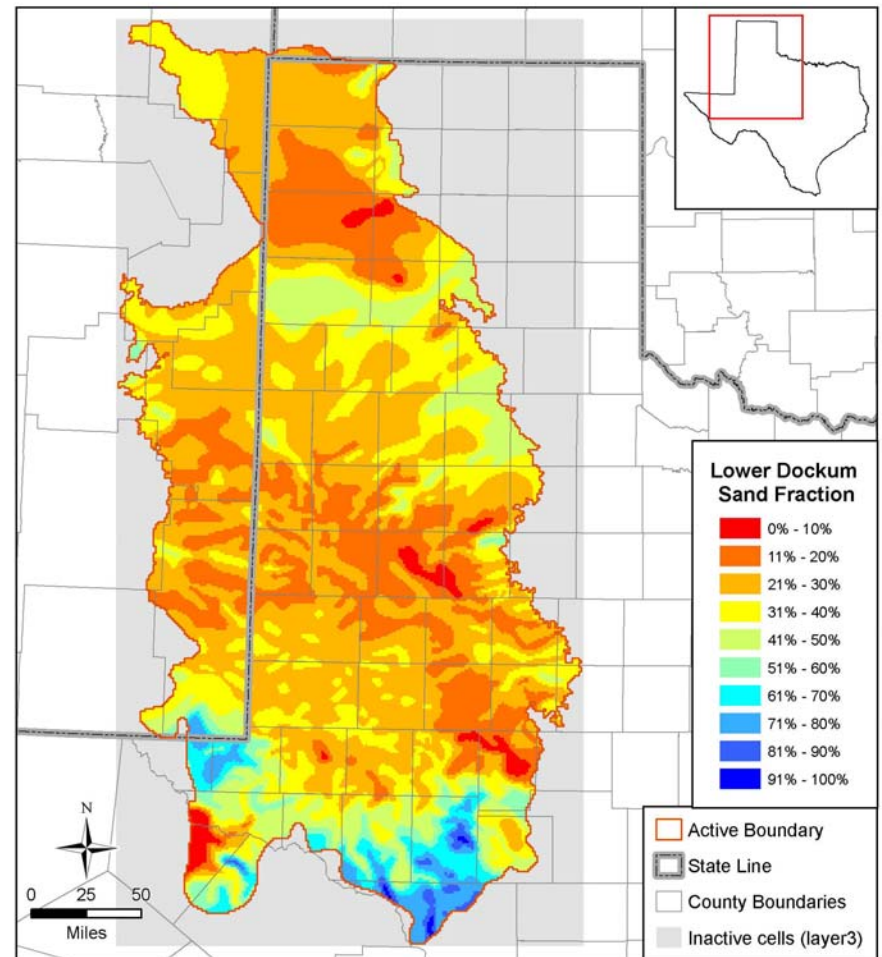 Lower Dockum
Sand Fraction
0% - 10%
11% - 20%
21% - 30%
31% - 40%
41% - 50%
51% - 60%
61% - 70%
71% - 80%
81% - 90%
91% - 100%
Active Boundary
State Line
County Boundaries
Inactive cells (layer3)
N
0 25 50
Miles